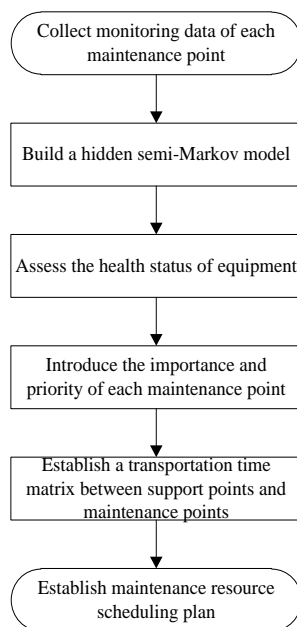 Collect monitoring data of each
maintenance point
Build a hidden semi-Markov model
Assess the health status of equipment
Introduce the importance and
priority of each maintenance point
Establish a transportation time
matrix between support points and
maintenance points
Establish maintenance resource
scheduling plan